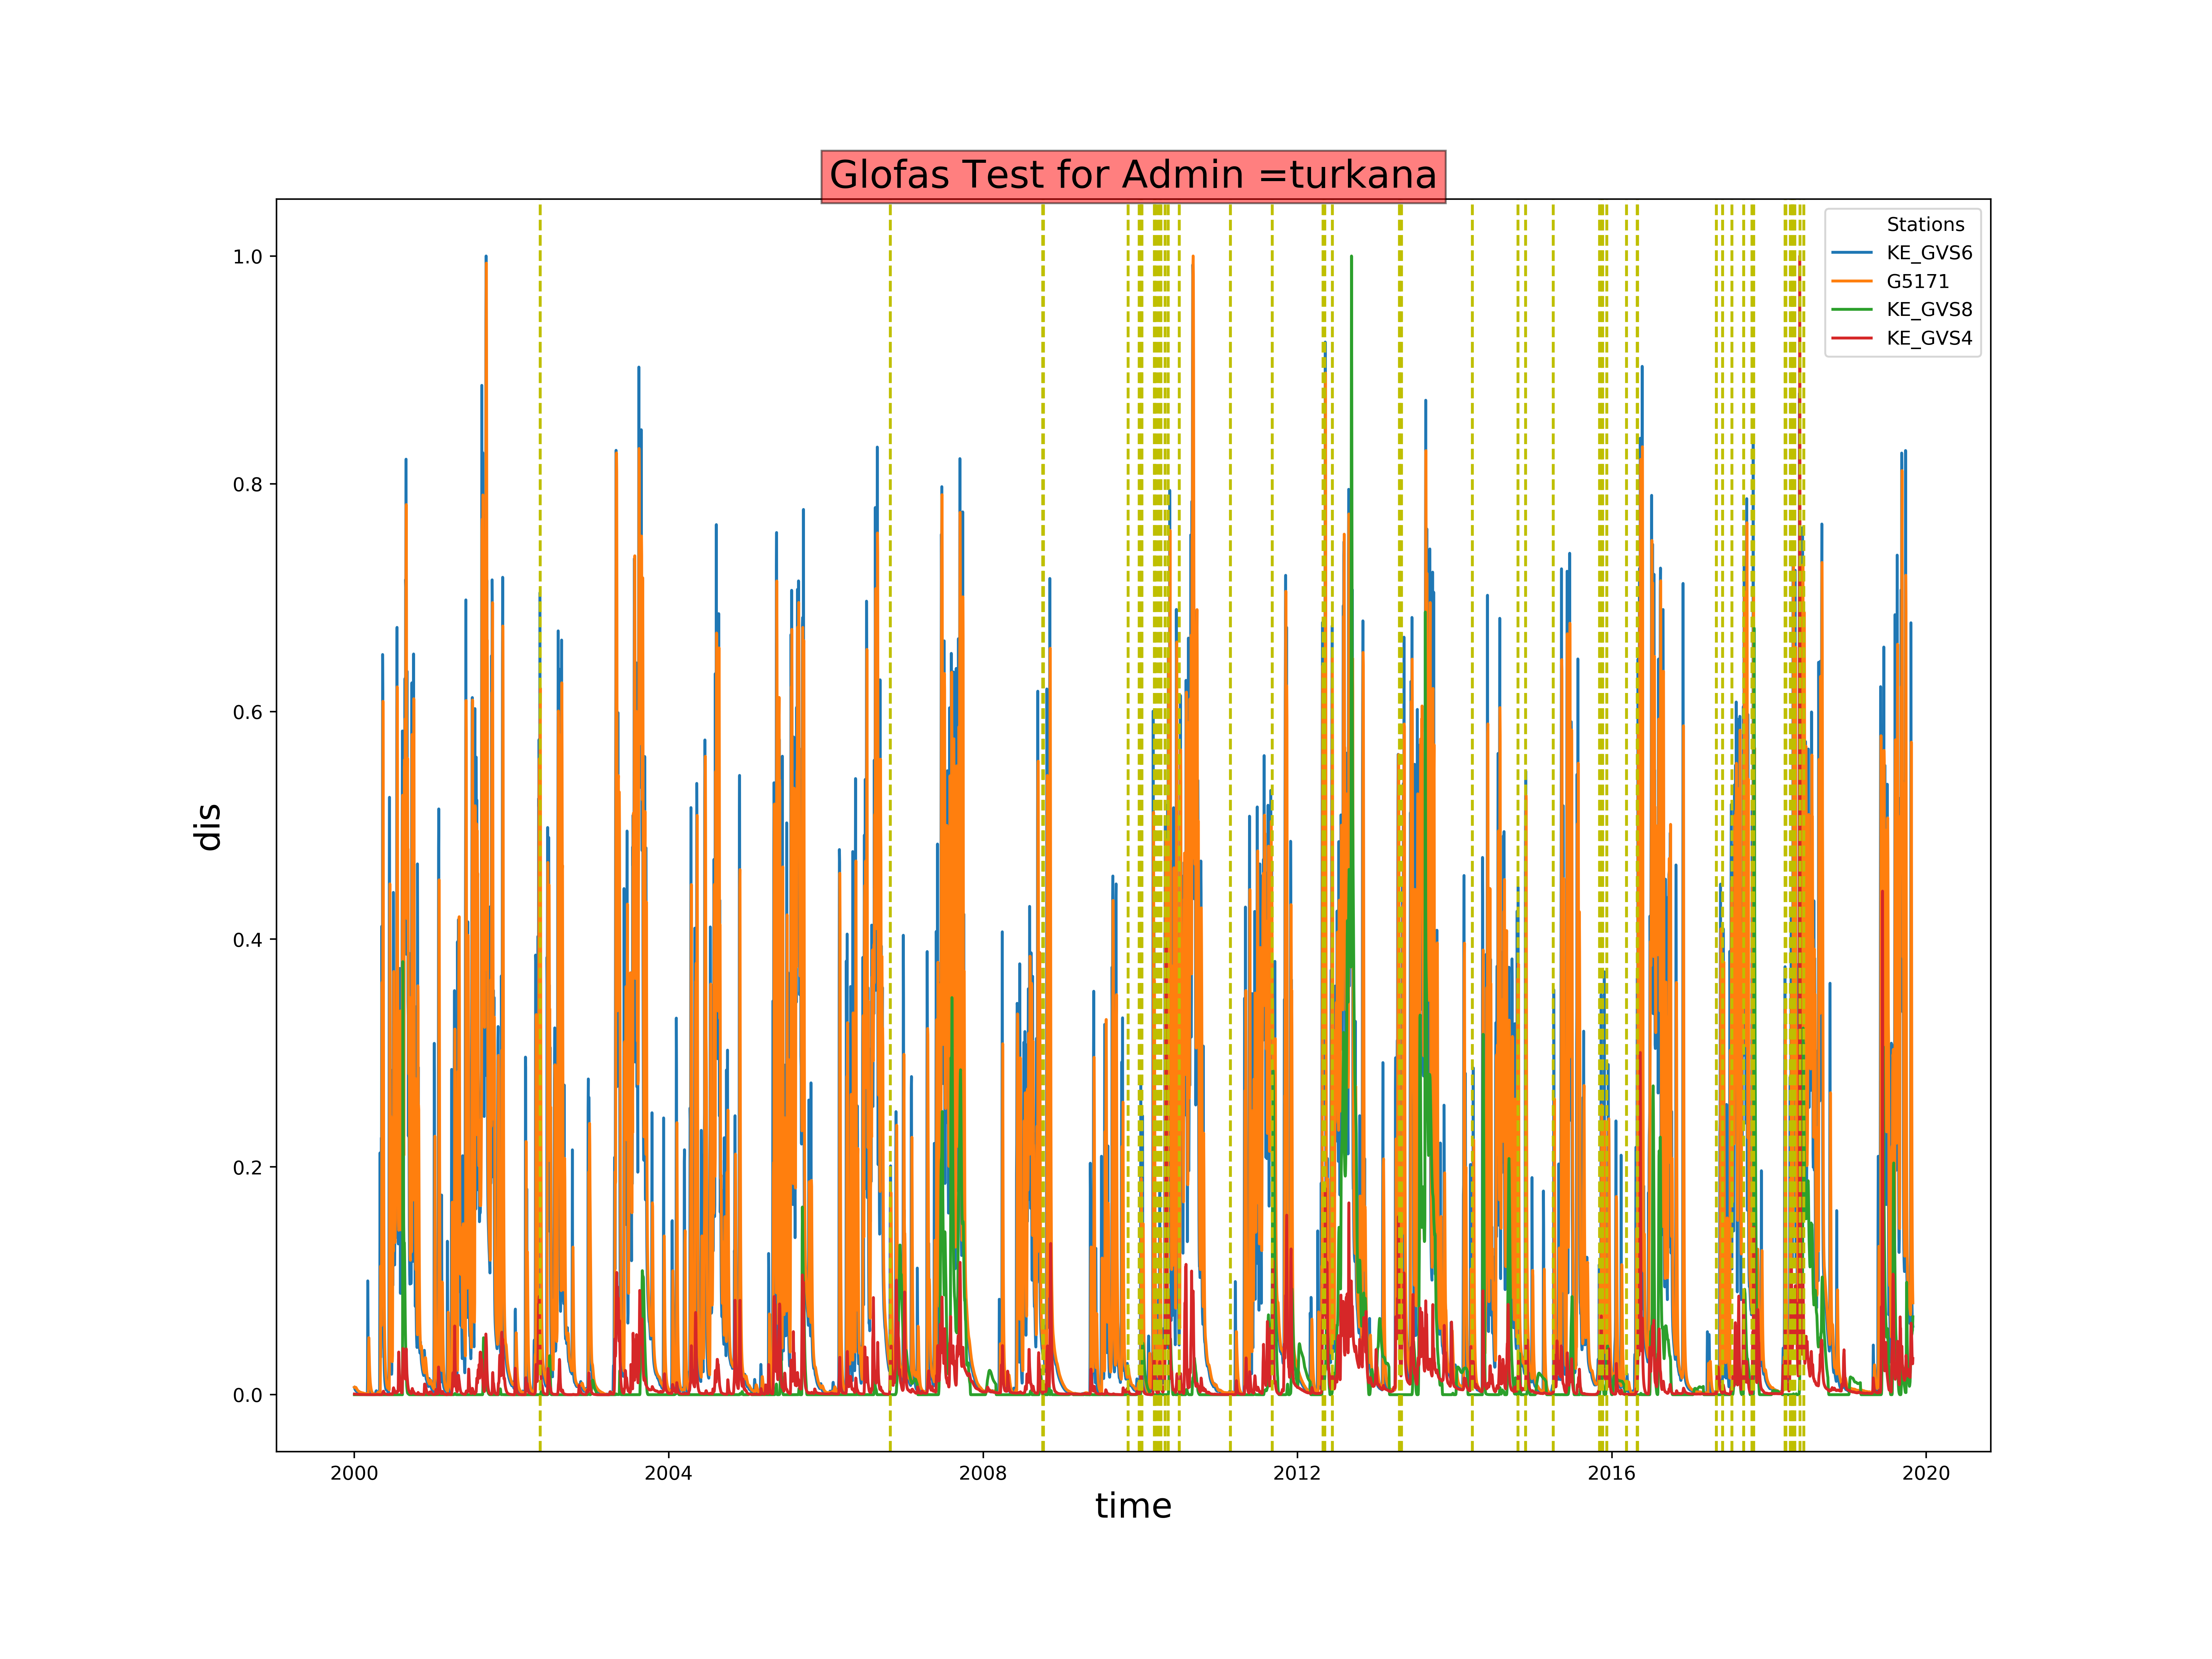 Glofas Test for Admin =turkana
Stations
KE_GVS6
G5171
KE_GVS8
KE_GVS4
1.0
0.8
0.6
0.4
0.2
0.0
dis
2000 2004 2008 2012 2016 2020
time